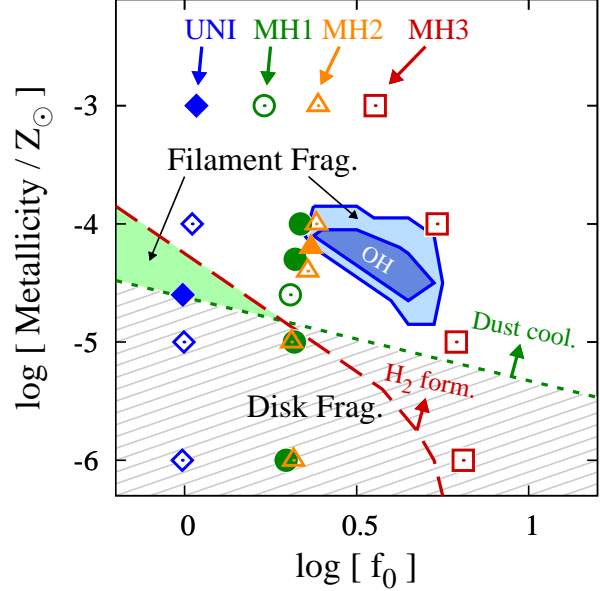 UNI MH1 MH2 MH3
-3
Filament Frag.
-4
OH
Dust cool.
-5
H₂ form.
Disk Frag.
-6
0 0.5 1
log [ f₀ ]
log [ Metallicity / Z☉ ]